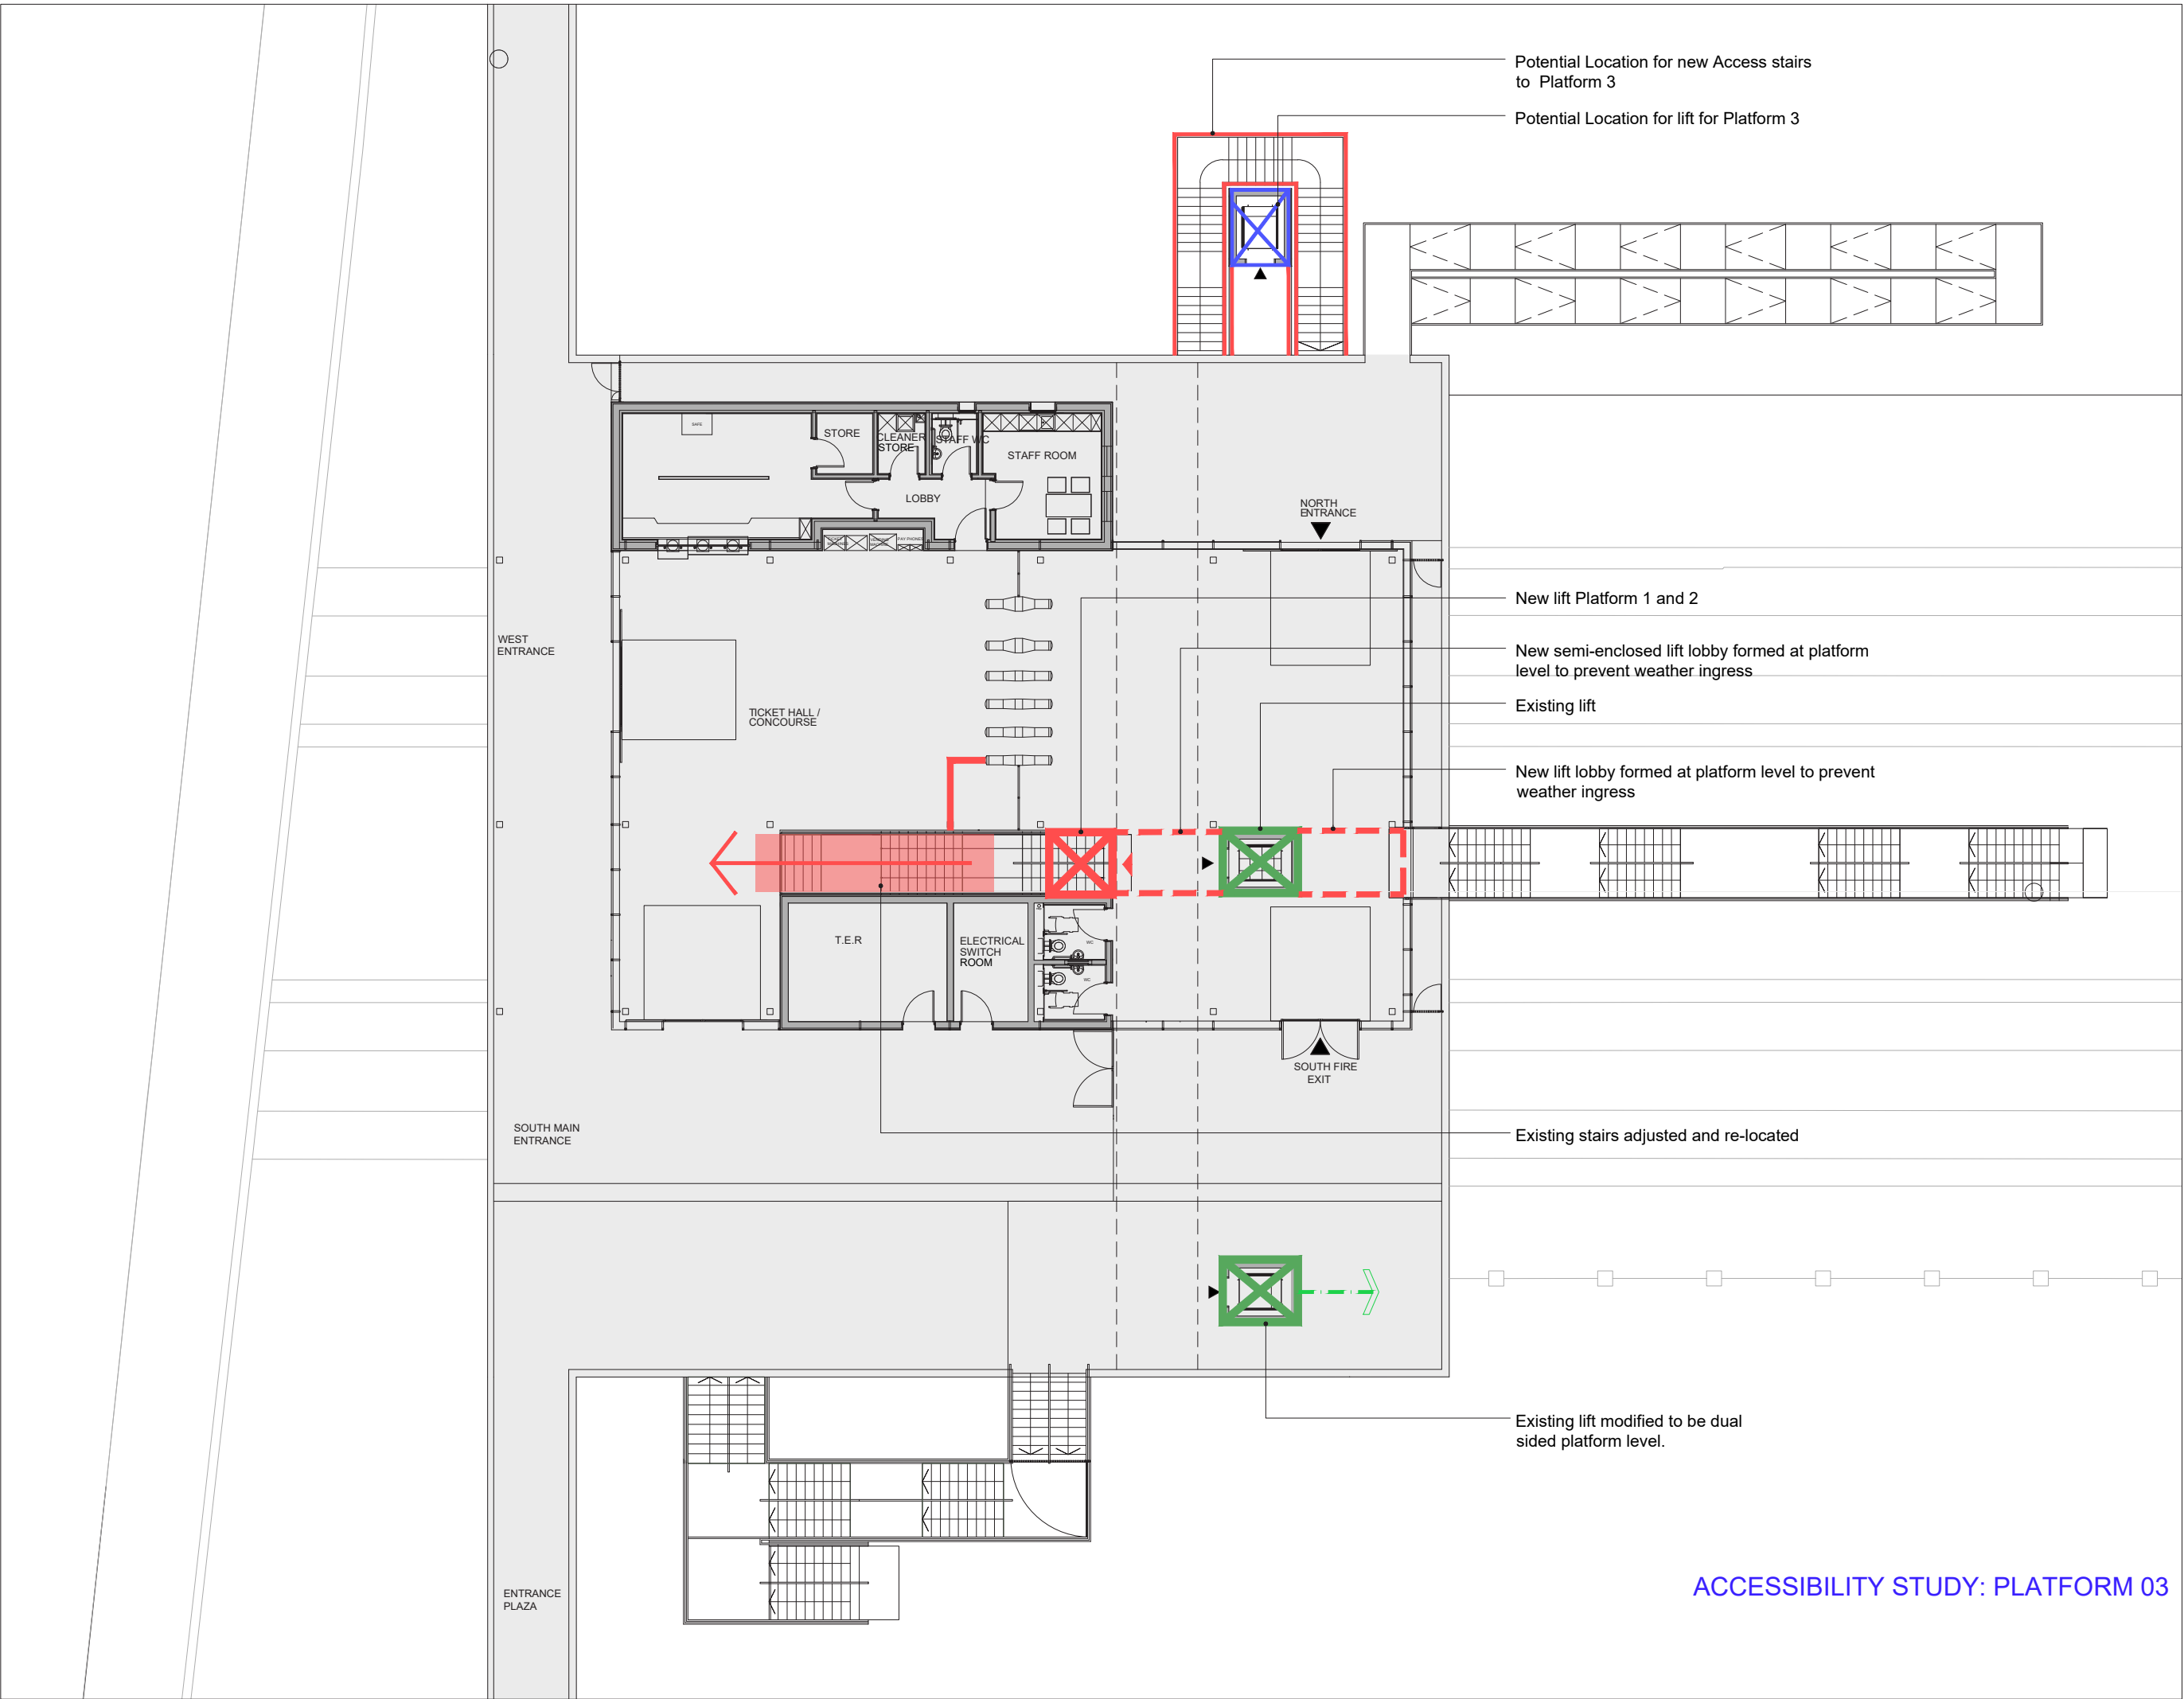 Potential Location for new Access stairs
to Platform 3
Potential Location for lift for Platform 3
SAFE
STORE
CLEANER
STORE
STAFF WC
STAFF ROOM
LOBBY
NORTH
ENTRANCE
New lift Platform 1 and 2
WEST
ENTRANCE
New semi-enclosed lift lobby formed at platform
level to prevent weather ingress
Existing lift
TICKET HALL /
CONCOURSE
New lift lobby formed at platform level to prevent
weather ingress
T.E.R
ELECTRICAL
SWITCH
ROOM
WC
WC
SOUTH FIRE
EXIT
SOUTH MAIN
ENTRANCE
Existing stairs adjusted and re-located
Existing lift modified to be dual
sided platform level.
ENTRANCE
PLAZA
ACCESSIBILITY STUDY: PLATFORM 03